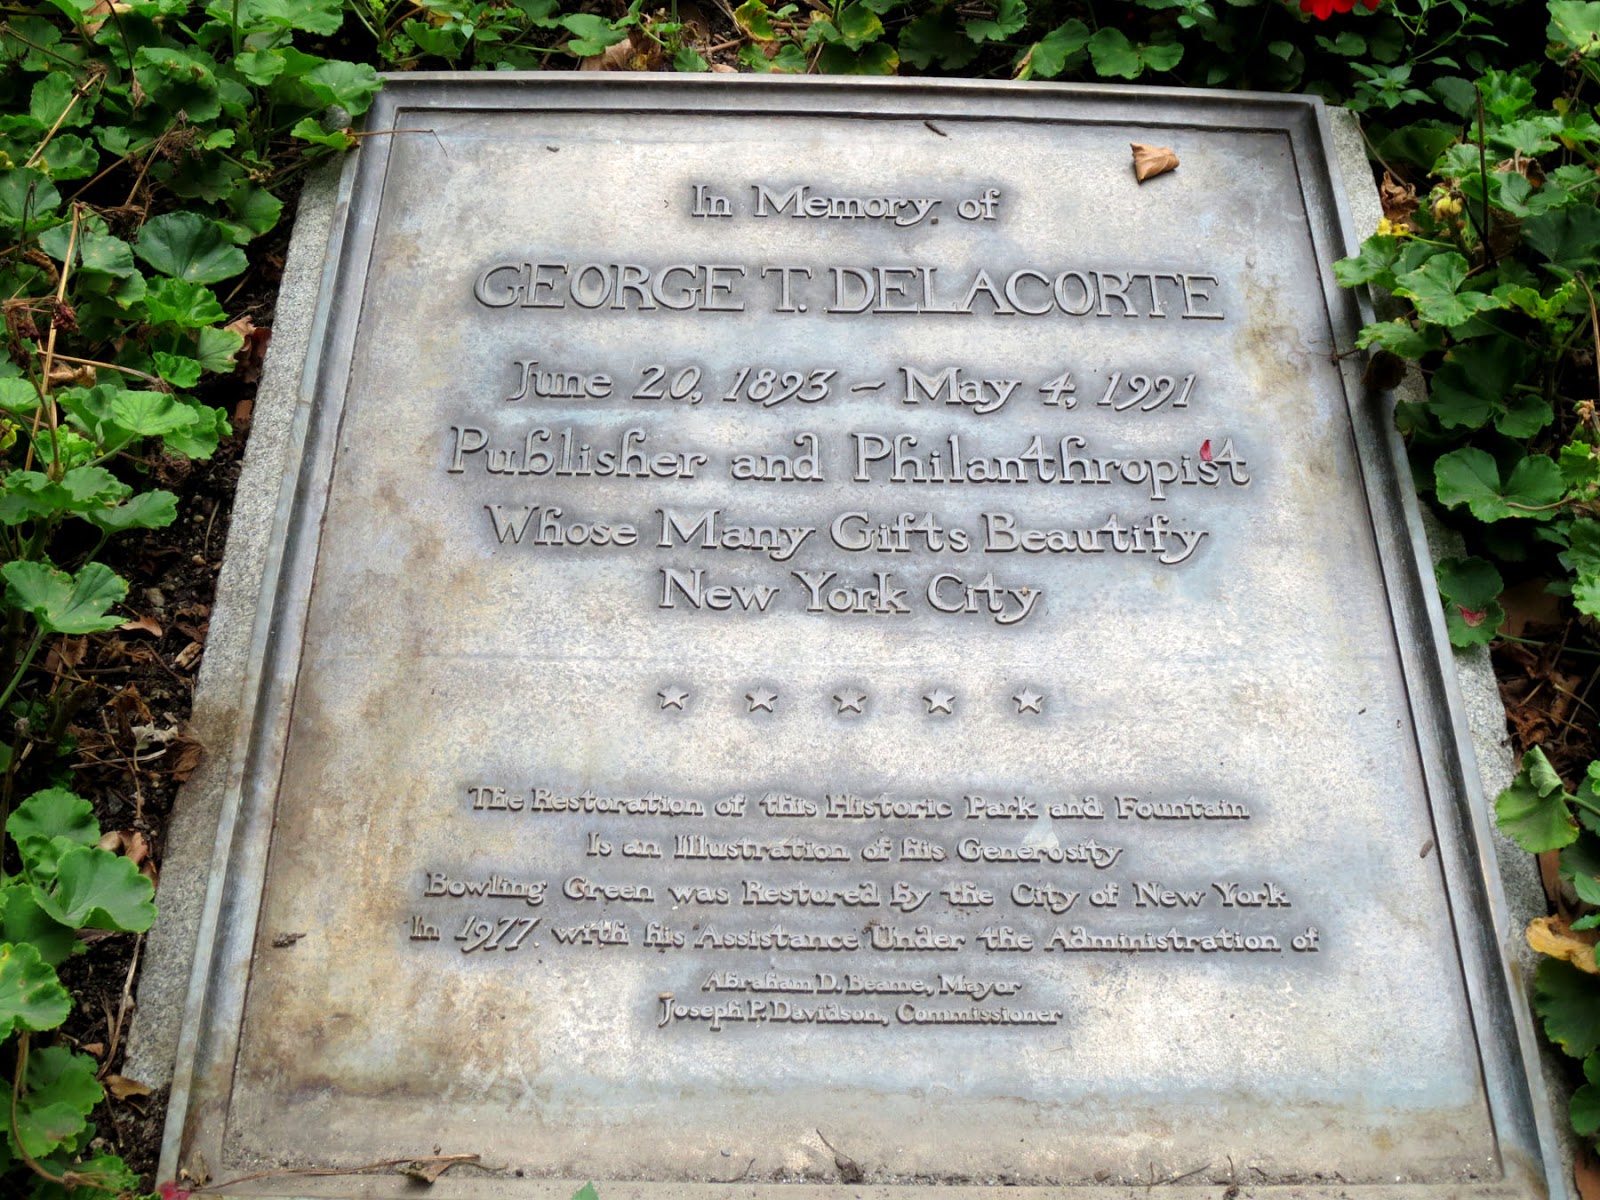 In Memory of
GEORGE T. DELACORTE
June 20, 1893 – May 4, 1991
Publisher and Philanthropist
Whose Many Gifts Beautify
New York City
The Restoration of this Historic Park and Fountain
Is an Illustration of his Generosity
Bowling Green was Restored by the City of New York
In 1977 with his Assistance Under the Administration of
Abraham D. Beame, Mayor
Joseph P. Davidson, Commissioner